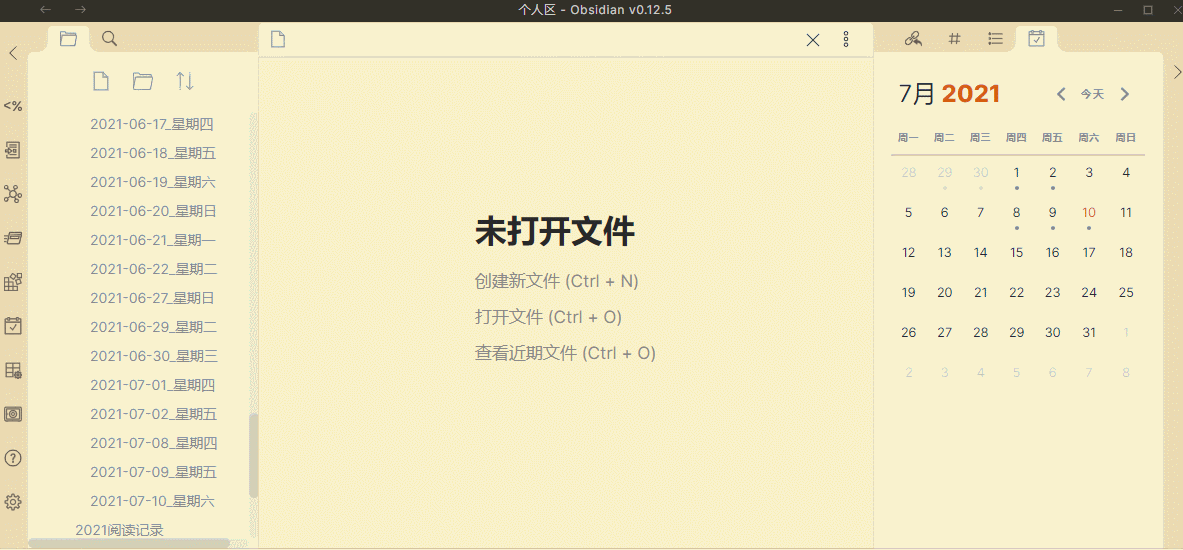 个人区 - Obsidian v0.12.5
<%
2021-06-17_星期四
2021-06-18_星期五
2021-06-19_星期六
2021-06-20_星期日
2021-06-21_星期一
2021-06-22_星期二
2021-06-27_星期日
2021-06-29_星期二
2021-06-30_星期三
2021-07-01_星期四
2021-07-02_星期五
2021-07-08_星期四
2021-07-09_星期五
2021-07-10_星期六
2021阅读记录
未打开文件
创建新文件 (Ctrl + N)
打开文件 (Ctrl + O)
查看近期文件 (Ctrl + O)
7月 2021
今天
周一 周二 周三 周四 周五 周六 周日
28 29 30 1 2 3 4
5 6 7 8 9 10 11
12 13 14 15 16 17 18
19 20 21 22 23 24 25
26 27 28 29 30 31 1
2 3 4 5 6 7 8